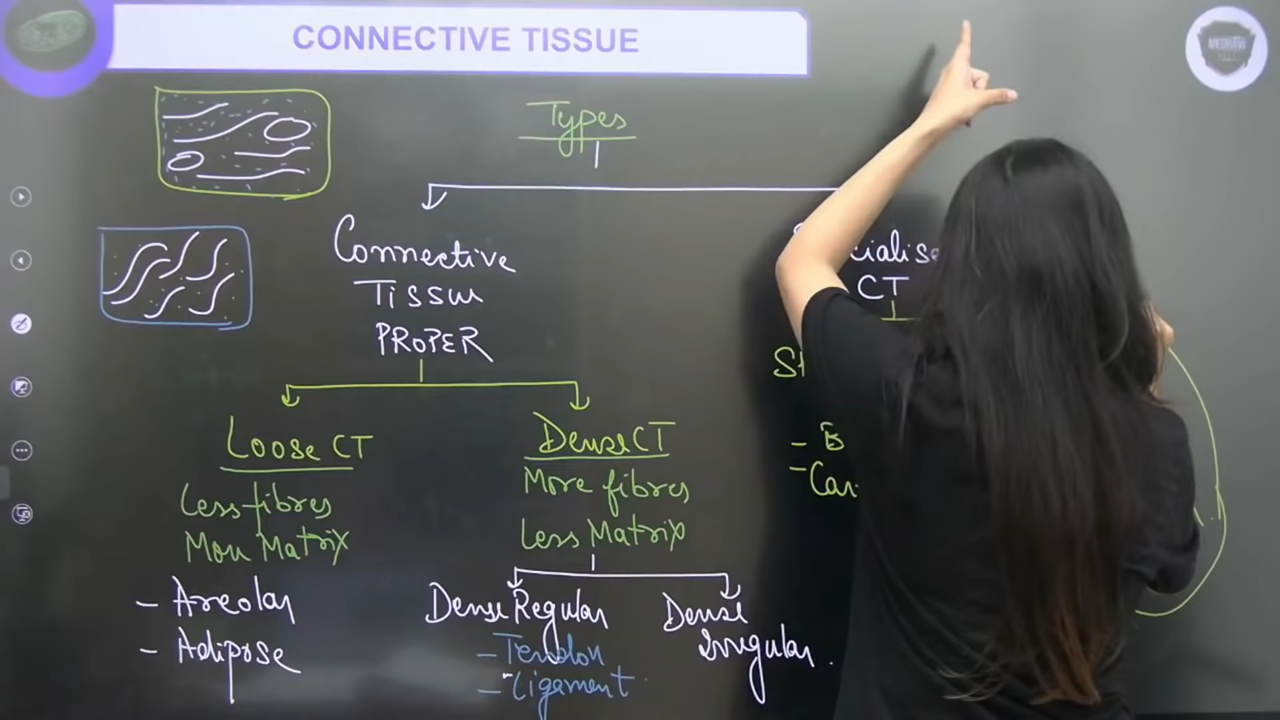 CONNECTIVE TISSUE
Types
Connective
Tissue
PROPER
CT
Loose CT
Dense CT
Less fibres
More fibres
More Matrix
Less Matrix
- Areolar
- Adipose
Dense Regular
- Tendon
- Ligament
Dense
Irregular.